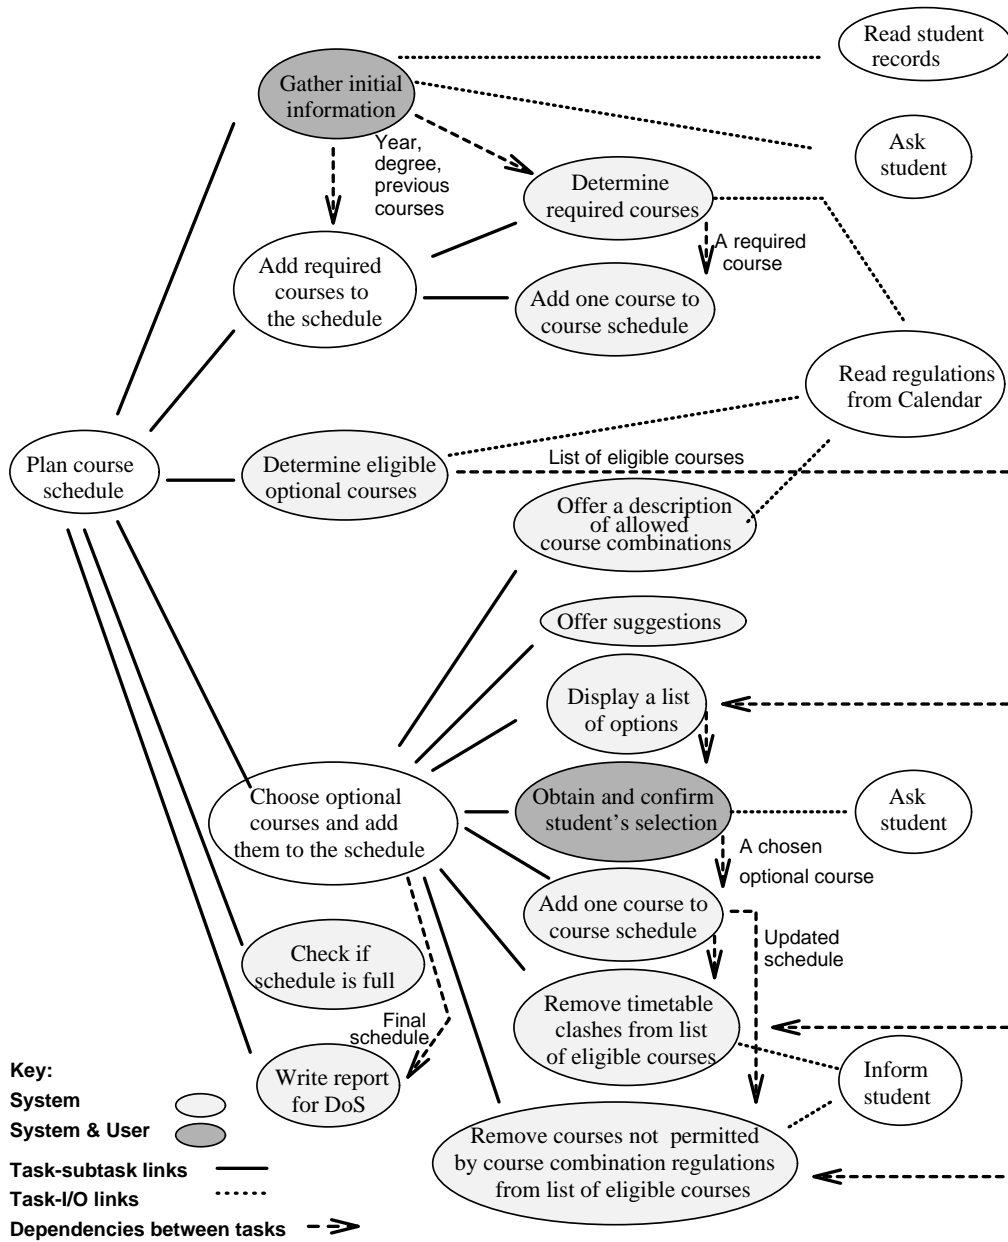 Read student
records
Gather initial
information
Ask
student
Year,
degree,
previous
courses
Determine
required courses
A required
course
Add required
courses to
the schedule
Add one course to
course schedule
Read regulations
from Calendar
Plan course
schedule
Determine eligible
optional courses
List of eligible courses
Offer a description
of allowed
course combinations
Offer suggestions
Display a list
of options
Choose optional
courses and add
them to the schedule
Obtain and confirm
student's selection
Ask
student
A chosen
optional course
Add one course to
course schedule
Updated
schedule
Check if
schedule is full
Remove timetable
clashes from list
of eligible courses
Final
schedule
Inform
student
Write report
for DoS
Remove courses not permitted
by course combination regulations
from list of eligible courses
Key:
System
System & User
Task-subtask links
Task-I/O links
Dependencies between tasks